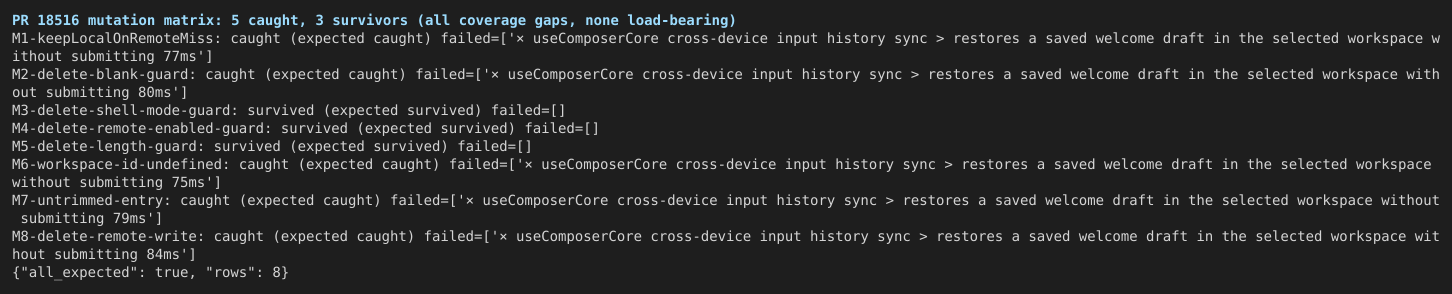 PR 18516 mutation matrix: 5 caught, 3 survivors (all coverage gaps, none load-bearing)
M1-keepLocalOnRemoteMiss: caught (expected caught) failed=['× useComposerCore cross-device input history sync > restores a saved welcome draft in the selected workspace w
ithout submitting 77ms']
M2-delete-blank-guard: caught (expected caught) failed=['× useComposerCore cross-device input history sync > restores a saved welcome draft in the selected workspace with
out submitting 80ms']
M3-delete-shell-mode-guard: survived (expected survived) failed=[]
M4-delete-remote-enabled-guard: survived (expected survived) failed=[]
M5-delete-length-guard: survived (expected survived) failed=[]
M6-workspace-id-undefined: caught (expected caught) failed=['× useComposerCore cross-device input history sync > restores a saved welcome draft in the selected workspace
without submitting 75ms']
M7-untrimmed-entry: caught (expected caught) failed=['× useComposerCore cross-device input history sync > restores a saved welcome draft in the selected workspace without
 submitting 79ms']
M8-delete-remote-write: caught (expected caught) failed=['× useComposerCore cross-device input history sync > restores a saved welcome draft in the selected workspace wit
hout submitting 84ms']
{"all_expected": true, "rows": 8}